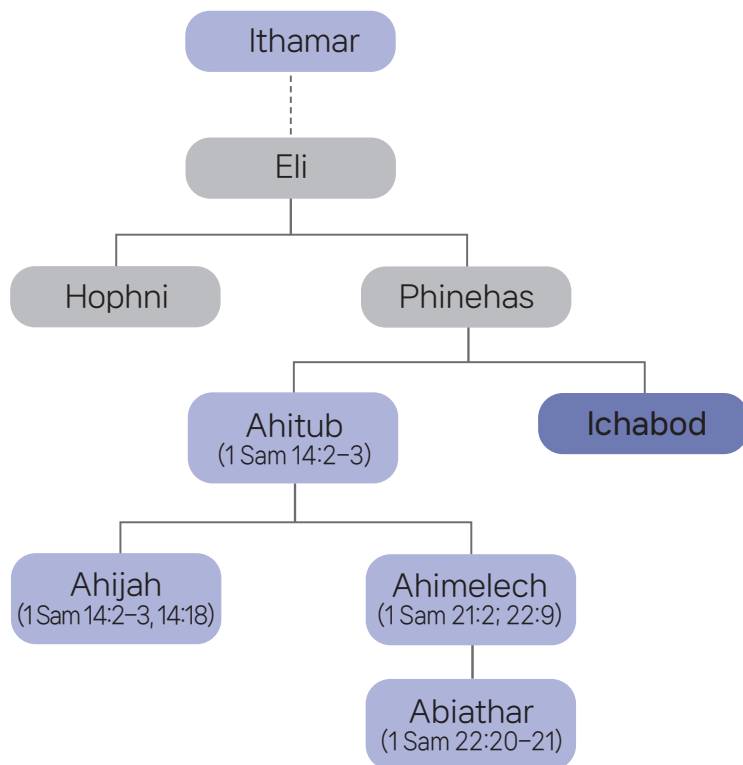 Ithamar
Eli
Hophni
Phinehas
Ahitub
(1 Sam 14:2–3)
Ichabod
Ahijah
(1 Sam 14:2–3, 14:18)
Ahimelech
(1 Sam 21:2; 22:9)
Abiathar
(1 Sam 22:20–21)